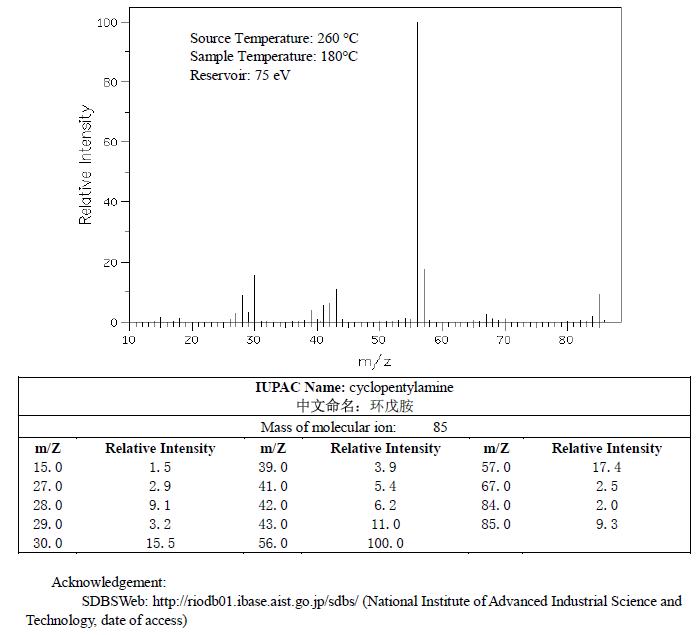 100
80
60
40
20
0
Relative Intensity
Source Temperature: 260 °C
Sample Temperature: 180°C
Reservoir: 75 eV
10 20 30 40 50 60 70 80
m/z
IUPAC Name: cyclopentylamine
中文命名: 环戊胺
Mass of molecular ion: 85
m/Z Relative Intensity m/Z Relative Intensity m/Z Relative Intensity
15.0 1.5 39.0 3.9 57.0 17.4
27.0 2.9 41.0 5.4 67.0 2.5
28.0 9.1 42.0 6.2 84.0 2.0
29.0 3.2 43.0 11.0 85.0 9.3
30.0 15.5 56.0 100.0
Acknowledgement:
SDBSWeb: http://riodb01.ibase.aist.go.jp/sdbs/ (National Institute of Advanced Industrial Science and
Technology, date of access)